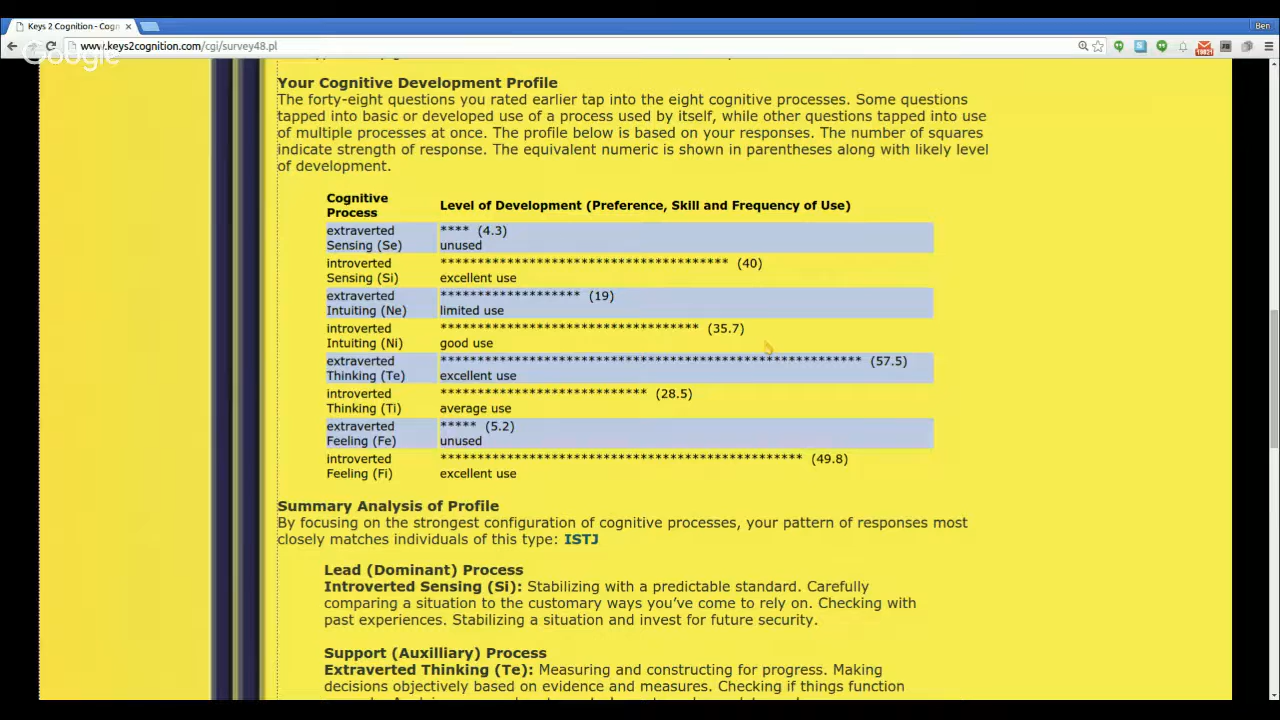 Keys 2 Cognition - Cogn
Ben
www.keys2cognition.com/cgi/survey48.pl
Google
Your Cognitive Development Profile
The forty-eight questions you rated earlier tap into the eight cognitive processes. Some questions
tapped into basic or developed use of a process used by itself, while other questions tapped into use
of multiple processes at once. The profile below is based on your responses. The number of squares
indicate strength of response. The equivalent numeric is shown in parentheses along with likely level
of development.
Cognitive
Process
Level of Development (Preference, Skill and Frequency of Use)
extraverted **** (4.3)
Sensing (Se) unused
introverted *************************************** (40)
Sensing (Si) excellent use
extraverted ******************* (19)
Intuiting (Ne) limited use
introverted *********************************** (35.7)
Intuiting (Ni) good use
extraverted ********************************************************* (57.5)
Thinking (Te) excellent use
introverted **************************** (28.5)
Thinking (Ti) average use
extraverted ***** (5.2)
Feeling (Fe) unused
introverted ************************************************* (49.8)
Feeling (Fi) excellent use
Summary Analysis of Profile
By focusing on the strongest configuration of cognitive processes, your pattern of responses most
closely matches individuals of this type: ISTJ
Lead (Dominant) Process
Introverted Sensing (Si): Stabilizing with a predictable standard. Carefully
comparing a situation to the customary ways you've come to rely on. Checking with
past experiences. Stabilizing a situation and invest for future security.
Support (Auxilliary) Process
Extraverted Thinking (Te): Measuring and constructing for progress. Making
decisions objectively based on evidence and measures. Checking if things function